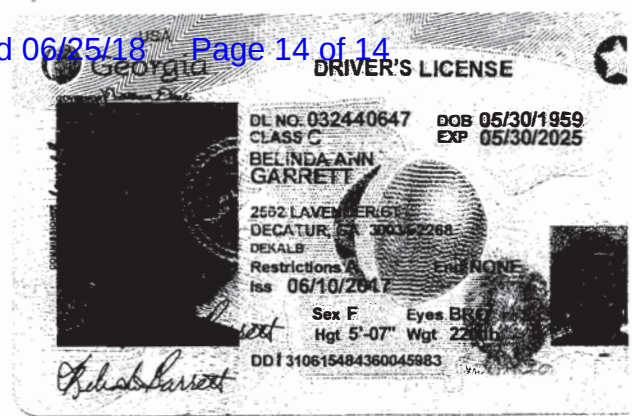 d 06/25/18 Page 14 of 14
USA
Georgia DRIVER'S LICENSE
DL NO. 032440647 DOB 05/30/1959
CLASS C EXP 05/30/2025
BELINDA ANN
GARRETT
DECATUR, GA
DEKALB
Restrictions A End NONE
Iss 06/10/2017
Sex F Eyes
Hgt 5'-07" Wgt
DD 310615484360045983